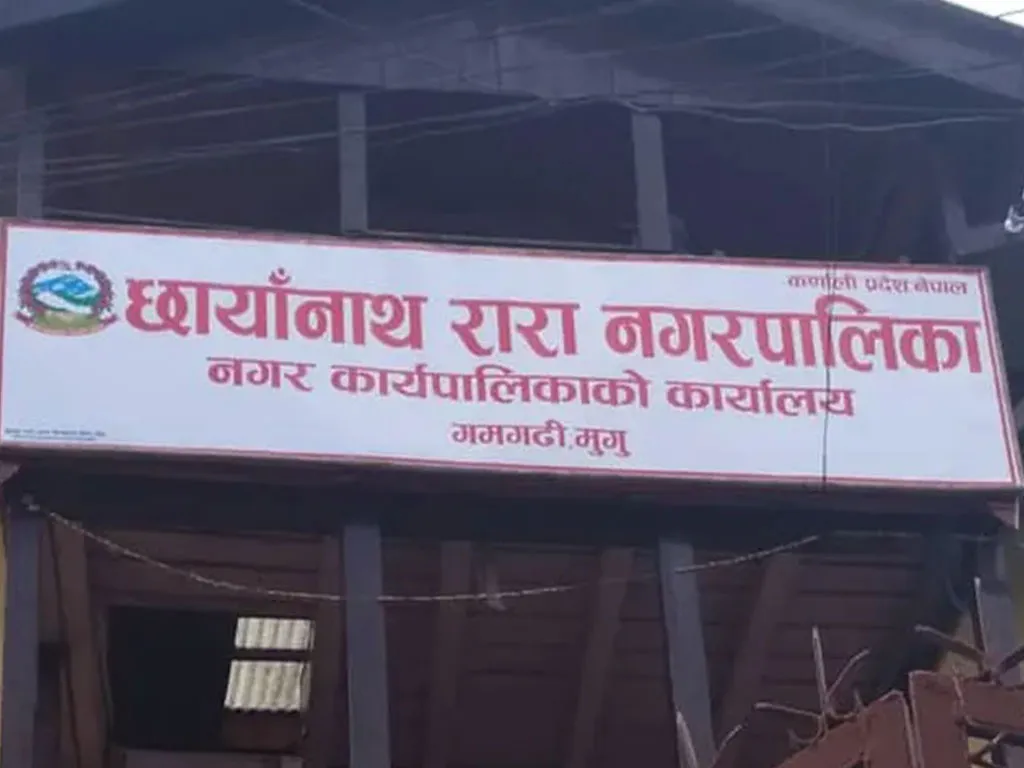 कर्णाली प्रदेश,नेपाल
छायाँनाथ रारा नगरपालिका
नगर कार्यपालिकाको कार्यालय
गमगढी,मुगु